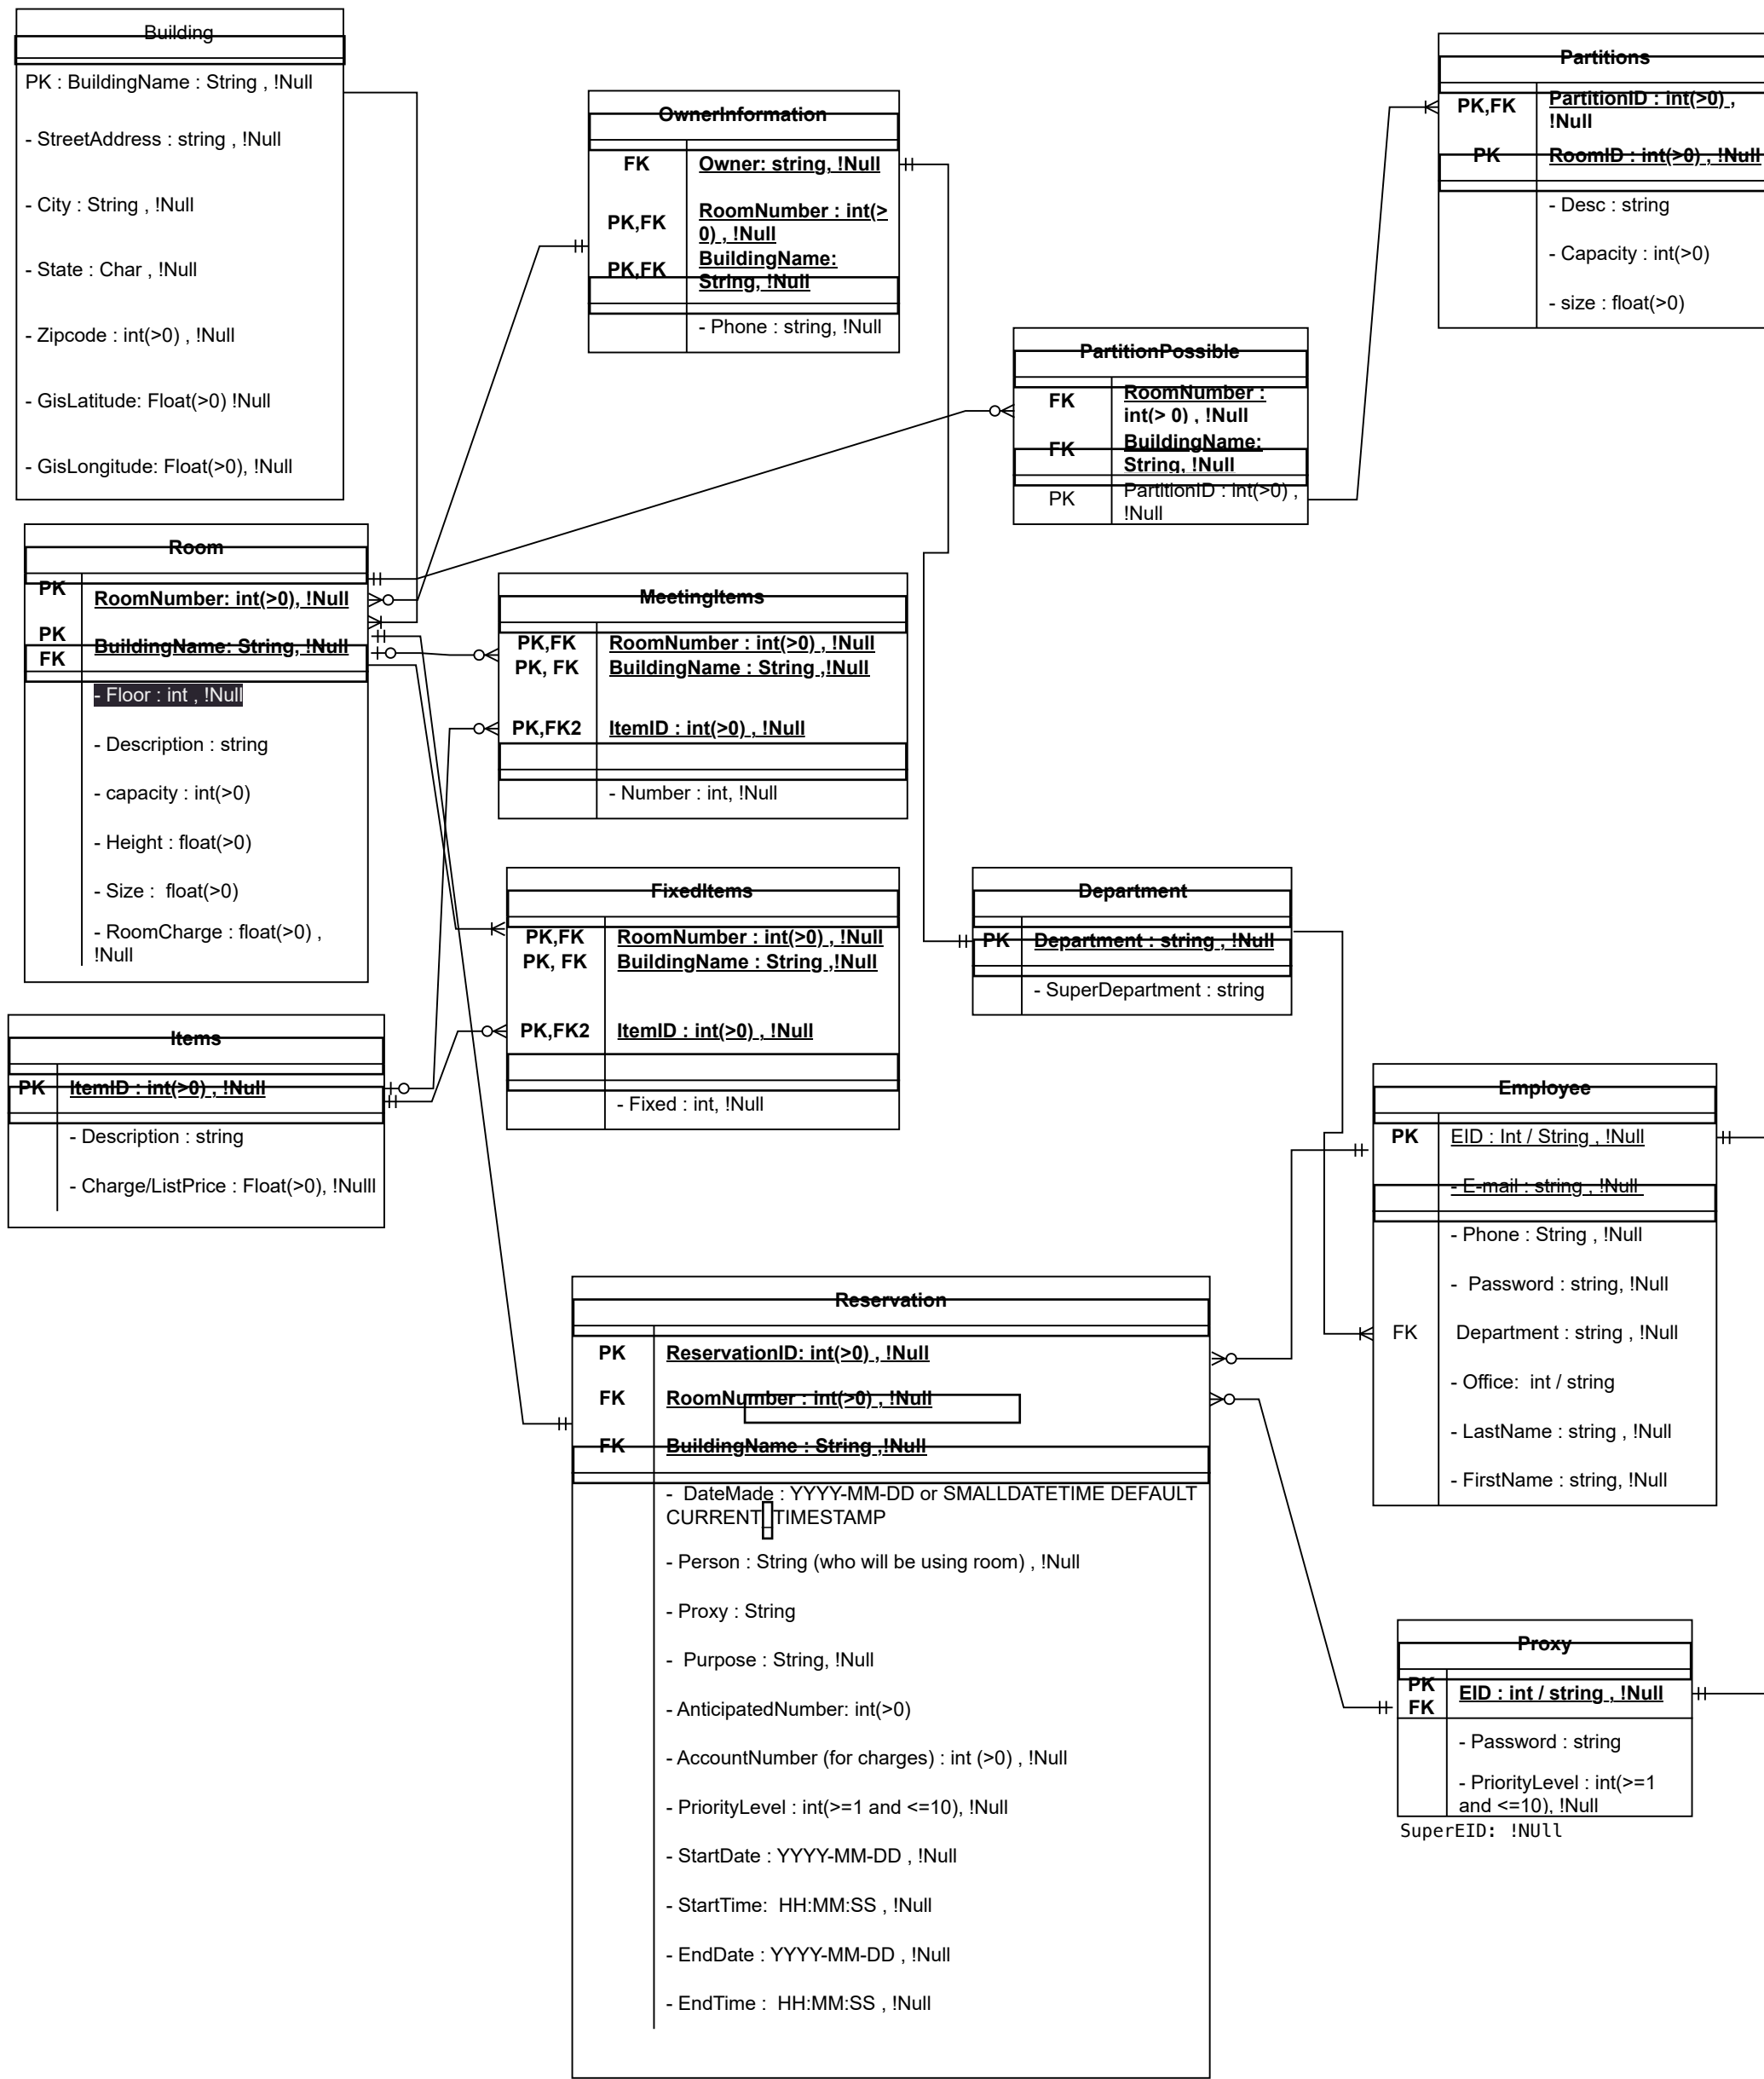 Building
PK : BuildingName : String , !Null
- StreetAddress : string , !Null
- City : String , !Null
- State : Char , !Null
- Zipcode : int(>0) , !Null
- GisLatitude: Float(>0) !Null
- GisLongitude: Float(>0), !Null
OwnerInformation
FK Owner: string, !Null
PK,FK RoomNumber : int(>
0) , !Null
PK,FK BuildingName:
String, !Null
- Phone : string, !Null
Partitions
PK,FK PartitionID : int(>0) ,
!Null
PK RoomID : int(>0) , !Null
- Desc : string
- Capacity : int(>0)
- size : float(>0)
PartitionPossible
FK RoomNumber :
int(> 0) , !Null
FK BuildingName:
String, !Null
PK PartitionID : int(>0) ,
!Null
Room
PK RoomNumber: int(>0), !Null
PK
FK BuildingName: String, !Null
- Floor : int , !Null
- Description : string
- capacity : int(>0)
- Height : float(>0)
- Size : float(>0)
- RoomCharge : float(>0) ,
!Null
MeetingItems
PK,FK RoomNumber : int(>0) , !Null
PK, FK BuildingName : String ,!Null
PK,FK2 ItemID : int(>0) , !Null
- Number : int, !Null
FixedItems
PK,FK RoomNumber : int(>0) , !Null
PK, FK BuildingName : String ,!Null
PK,FK2 ItemID : int(>0) , !Null
- Fixed : int, !Null
Department
PK Department : string , !Null
- SuperDepartment : string
Items
PK ItemID : int(>0) , !Null
- Description : string
- Charge/ListPrice : Float(>0), !Nulll
Employee
PK EID : Int / String , !Null
- E-mail : string , !Null
- Phone : String , !Null
- Password : string, !Null
FK Department : string , !Null
- Office: int / string
- LastName : string , !Null
- FirstName : string, !Null
Reservation
PK ReservationID: int(>0) , !Null
FK RoomNumber : int(>0) , !Null
FK BuildingName : String ,!Null
- DateMade : YYYY-MM-DD or SMALLDATETIME DEFAULT
CURRENT_TIMESTAMP
- Person : String (who will be using room) , !Null
- Proxy : String
- Purpose : String, !Null
- AnticipatedNumber: int(>0)
- AccountNumber (for charges) : int (>0) , !Null
- PriorityLevel : int(>=1 and <=10), !Null
- StartDate : YYYY-MM-DD , !Null
- StartTime: HH:MM:SS , !Null
- EndDate : YYYY-MM-DD , !Null
- EndTime : HH:MM:SS , !Null
Proxy
PK
FK EID : int / string , !Null
- Password : string
- PriorityLevel : int(>=1
and <=10), !Null
SuperEID: !NUll